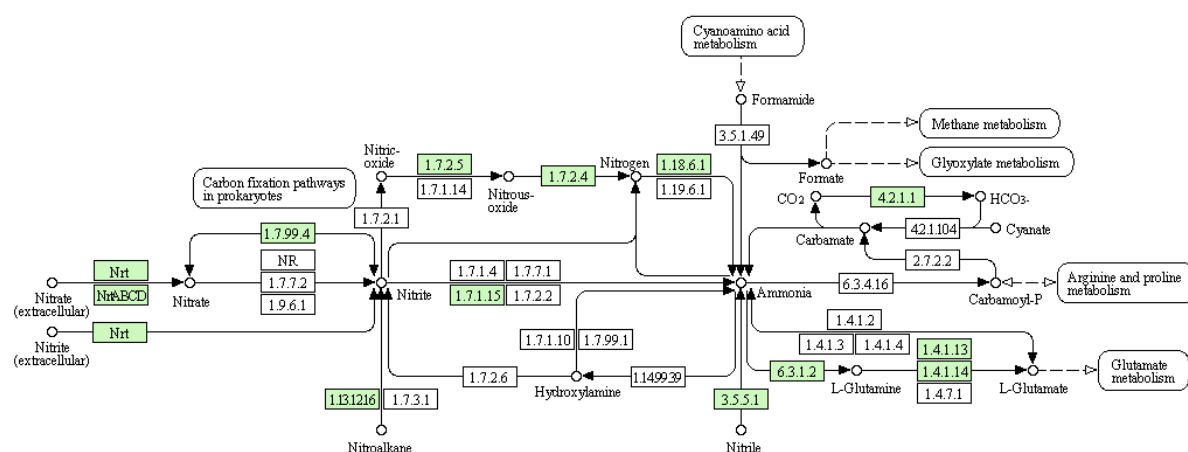 Cyanoamino acid
metabolism
Formamide
3.5.1.49
Methane metabolism
Glyoxylate metabolism
Formate
Nitric-
oxide
1.7.2.5
1.7.1.14
Nitrous-
oxide
1.7.2.4
Nitrogen
1.18.6.1
1.19.6.1
Carbon fixation pathways
in prokaryotes
1.7.2.1
CO2
4.2.1.1
HCO3-
Carbamate
4.2.1.104
Cyanate
1.7.99.4
NR
1.7.7.2
1.9.6.1
Nrt
NrtABCD
Nitrate
(extracellular)
Nitrate
Nitrite
1.7.1.4
1.7.7.1
1.7.1.15
1.7.2.2
Ammonia
2.7.2.2
6.3.4.16
Carbamoyl-P
Arginine and proline
metabolism
Nrt
Nitrite
(extracellular)
1.7.1.10
1.7.99.1
1.4.1.2
1.4.1.3
1.4.1.4
1.4.1.13
1.4.1.14
1.4.7.1
1.7.2.6
Hydroxylamine
1.14.99.39
6.3.1.2
L-Glutamine
L-Glutamate
Glutamate
metabolism
1.13.12.16
1.7.3.1
3.5.5.1
Nitroalkane
Nitrile